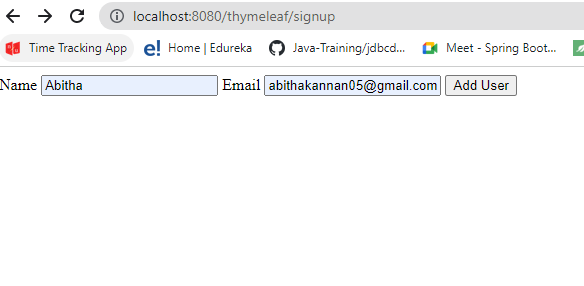 localhost:8080/thymeleaf/signup
Time Tracking App e! Home | Edureka Java-Training/jdbcd... Meet - Spring Boot...
Name Abitha Email abithakannan05@gmail.com Add User